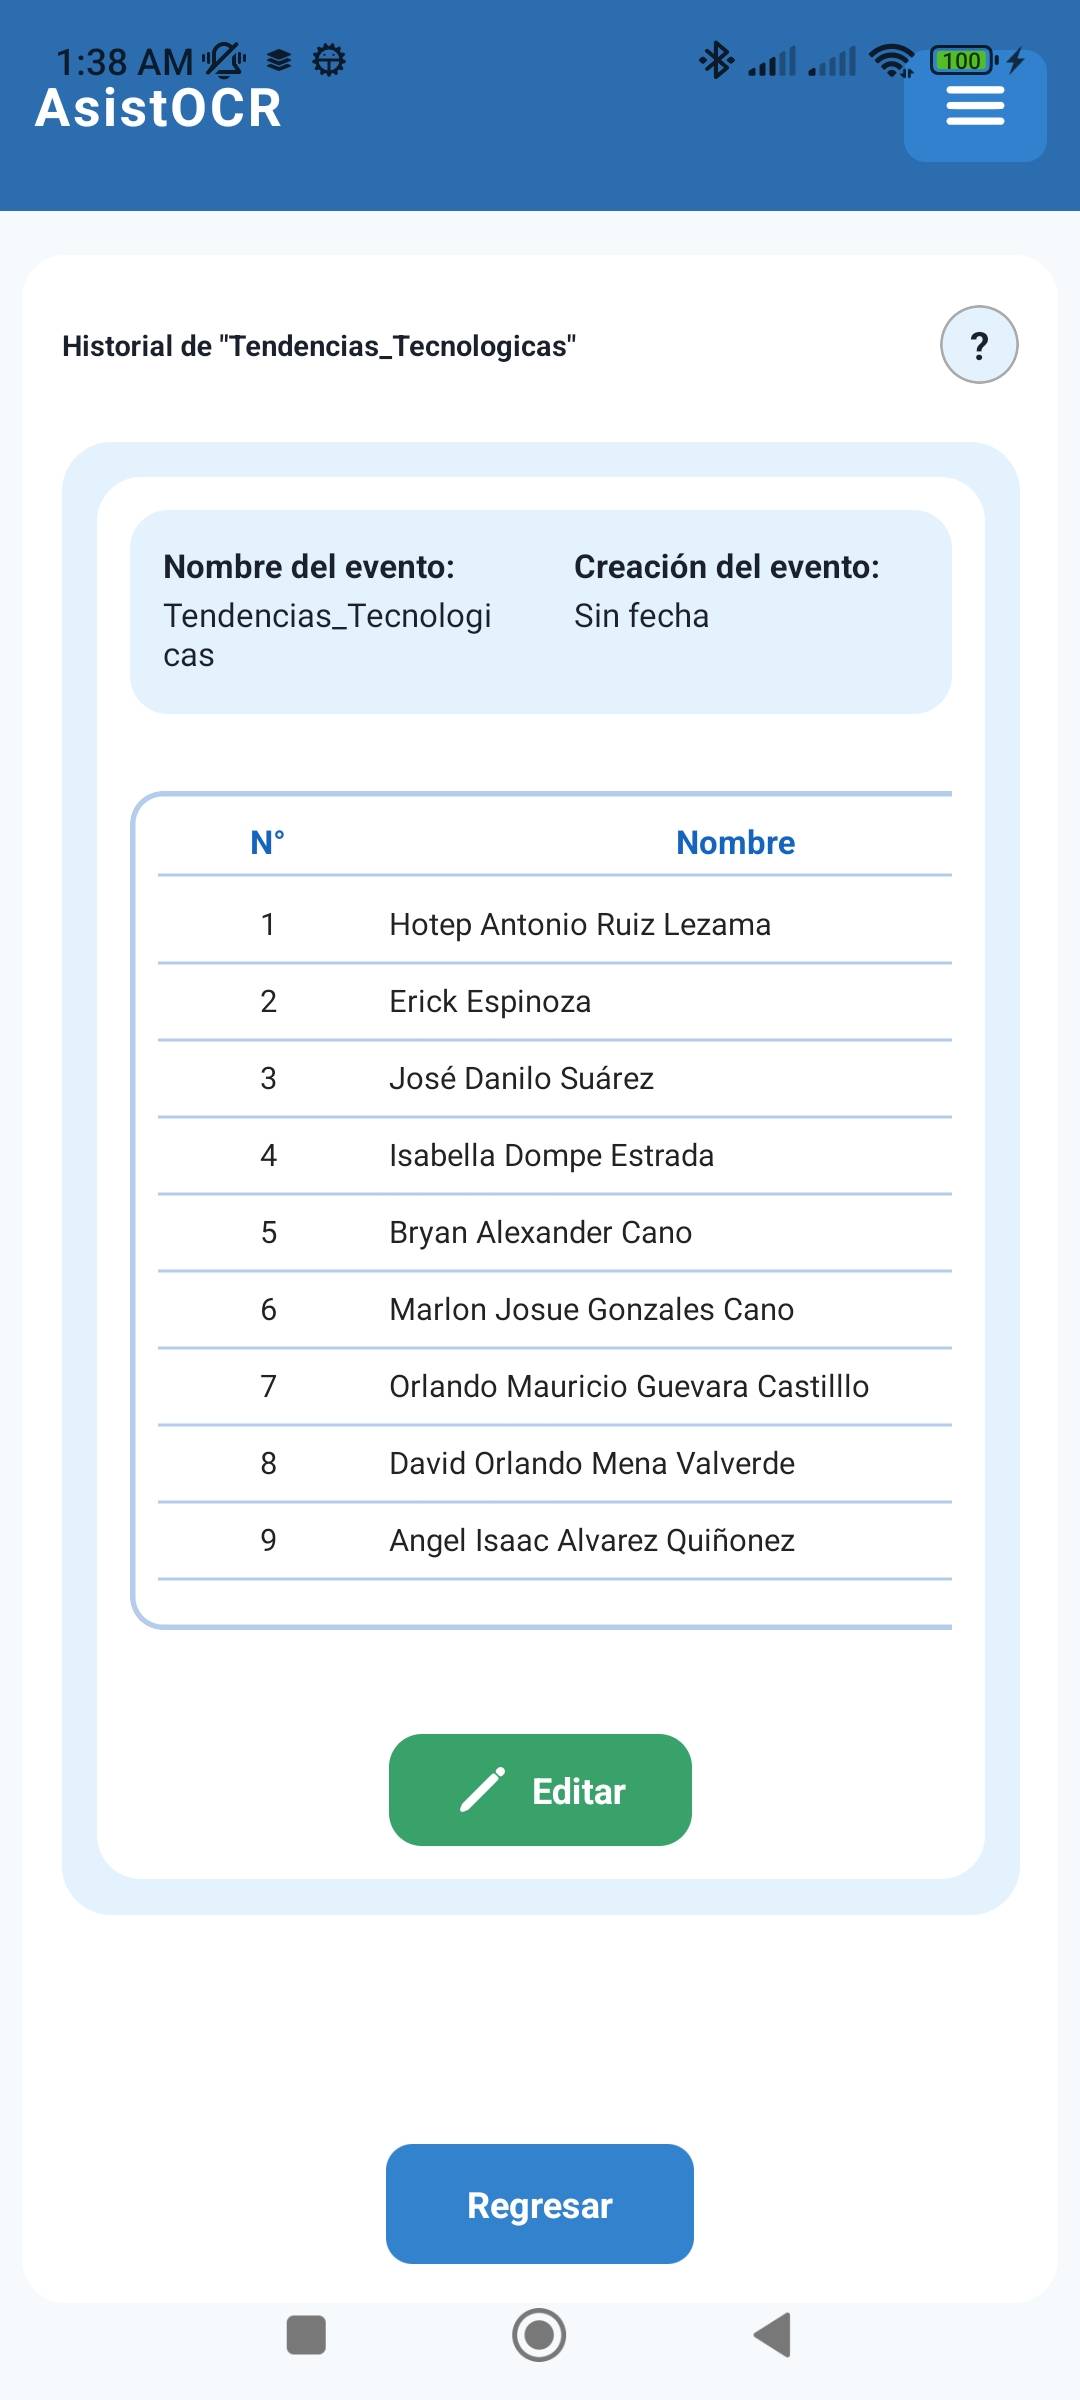 1:38 AM
100
AsistOCR
Historial de "Tendencias_Tecnologicas"
?
Nombre del evento:
Creación del evento:
Tendencias_Tecnologi
cas
Sin fecha
N° Nombre
1 Hotep Antonio Ruiz Lezama
2 Erick Espinoza
3 José Danilo Suárez
4 Isabella Dompe Estrada
5 Bryan Alexander Cano
6 Marlon Josue Gonzales Cano
7 Orlando Mauricio Guevara Castilllo
8 David Orlando Mena Valverde
9 Angel Isaac Alvarez Quiñonez
Editar
Regresar